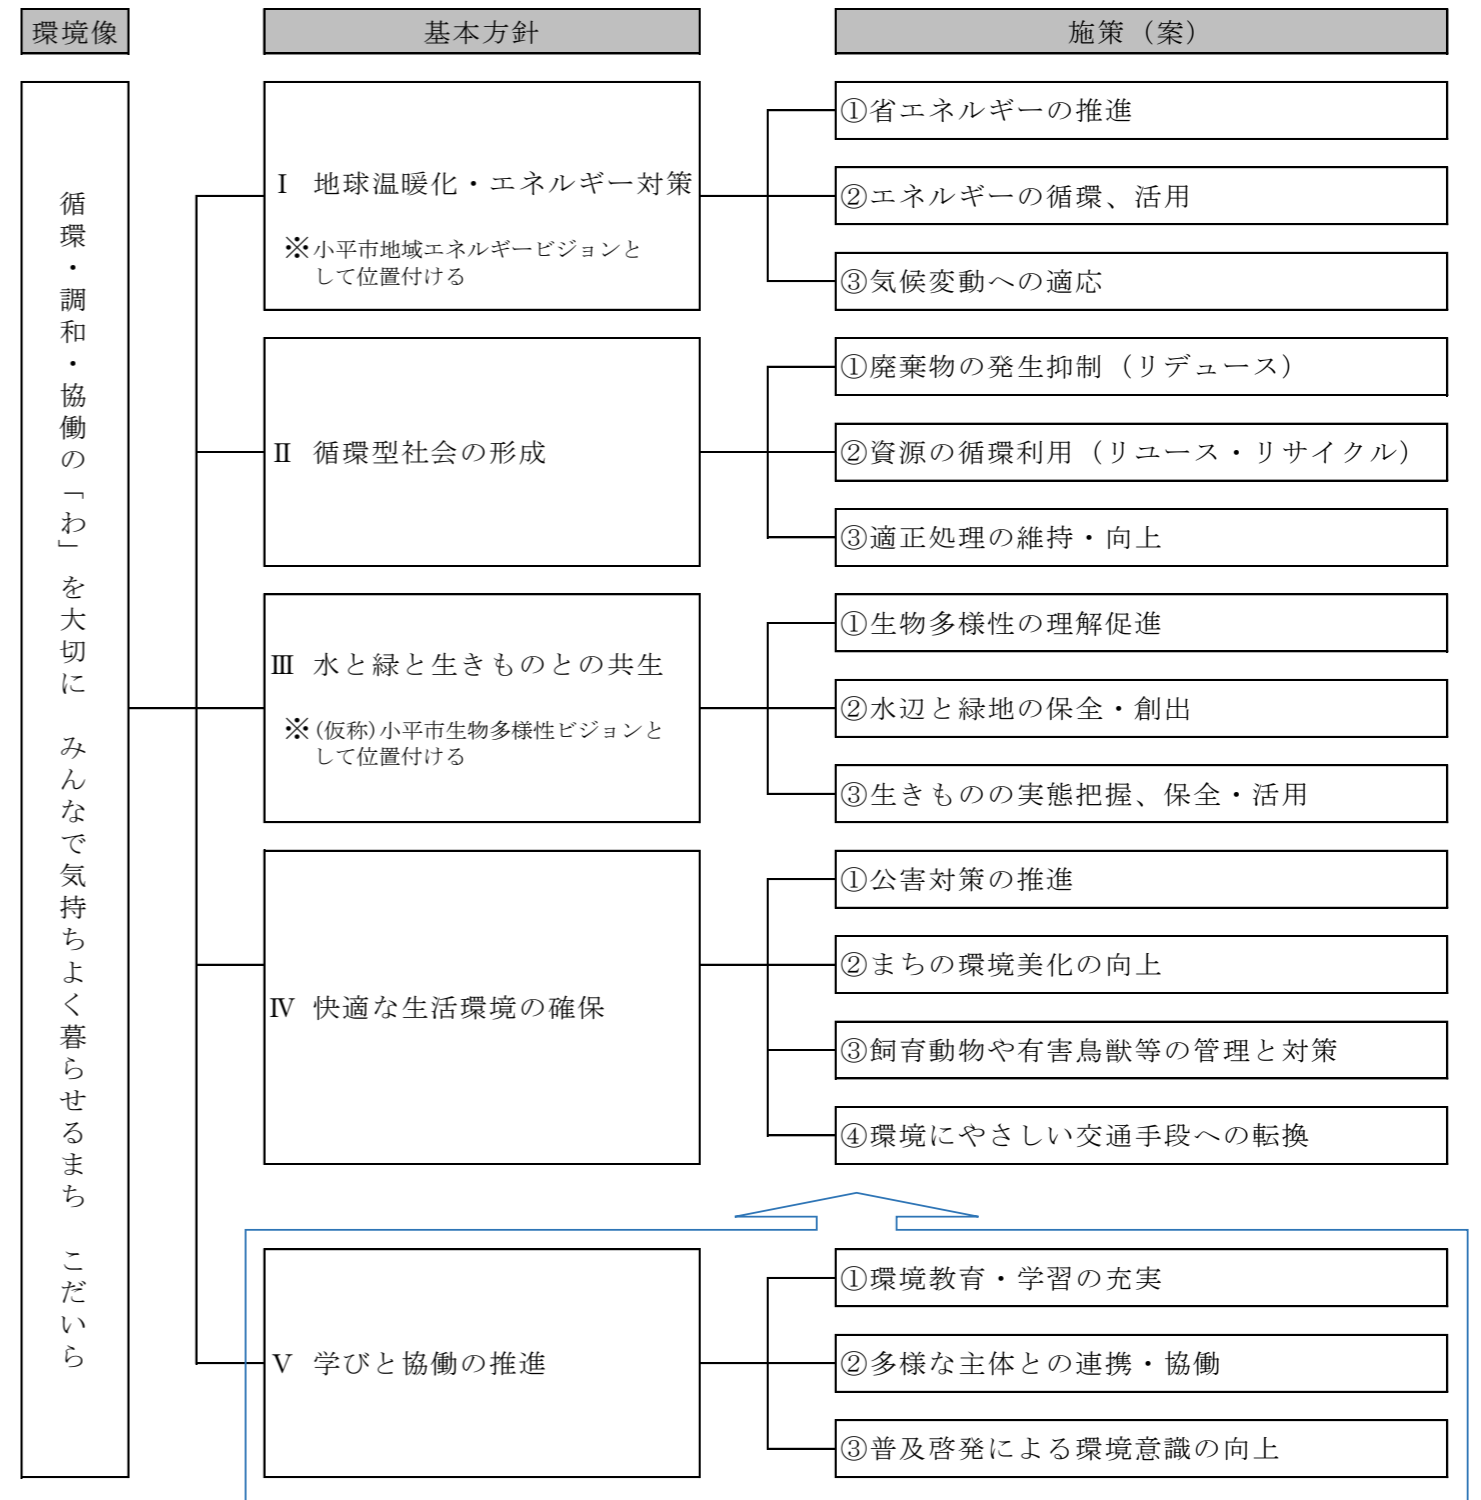 環境像
基本方針
施策（案）
循環・調和・協働の「わ」を大切に　みんなで気持ちよく暮らせるまち　こだいら
Ⅰ 地球温暖化・エネルギー対策
※小平市地域エネルギービジョンと
して位置付ける
①省エネルギーの推進
②エネルギーの循環、活用
③気候変動への適応
Ⅱ 循環型社会の形成
①廃棄物の発生抑制（リデュース）
②資源の循環利用（リユース・リサイクル）
③適正処理の維持・向上
Ⅲ 水と緑と生きものとの共生
※(仮称)小平市生物多様性ビジョンと
して位置付ける
①生物多様性の理解促進
②水辺と緑地の保全・創出
③生きものの実態把握、保全・活用
Ⅳ 快適な生活環境の確保
①公害対策の推進
②まちの環境美化の向上
③飼育動物や有害鳥獣等の管理と対策
④環境にやさしい交通手段への転換
Ⅴ 学びと協働の推進
①環境教育・学習の充実
②多様な主体との連携・協働
③普及啓発による環境意識の向上